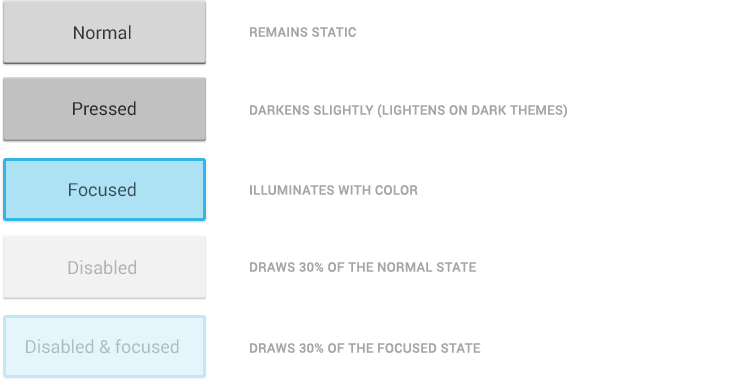 Normal
REMAINS STATIC
Pressed
DARKENS SLIGHTLY (LIGHTENS ON DARK THEMES)
Focused
ILLUMINATES WITH COLOR
Disabled
DRAWS 30% OF THE NORMAL STATE
Disabled & focused
DRAWS 30% OF THE FOCUSED STATE